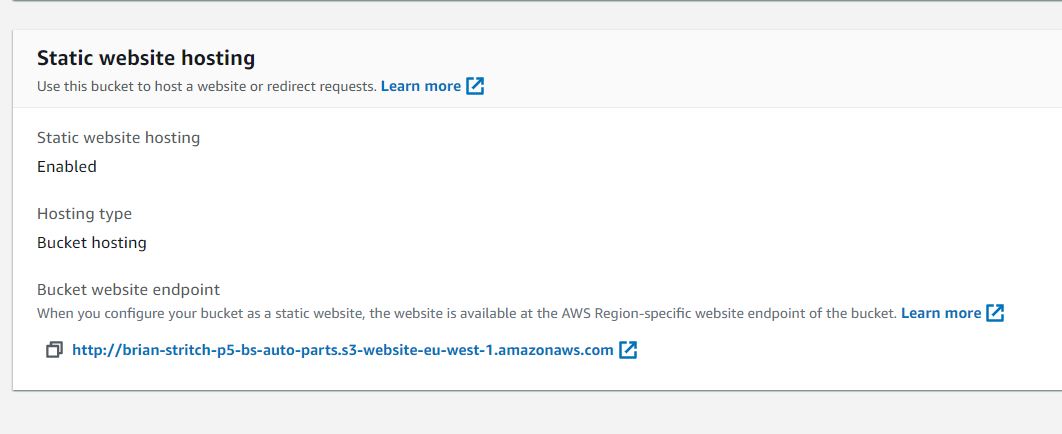 Static website hosting
Use this bucket to host a website or redirect requests. Learn more
Static website hosting
Enabled
Hosting type
Bucket hosting
Bucket website endpoint
When you configure your bucket as a static website, the website is available at the AWS Region-specific website endpoint of the bucket. Learn more
http://brian-stritch-p5-bs-auto-parts.s3-website-eu-west-1.amazonaws.com